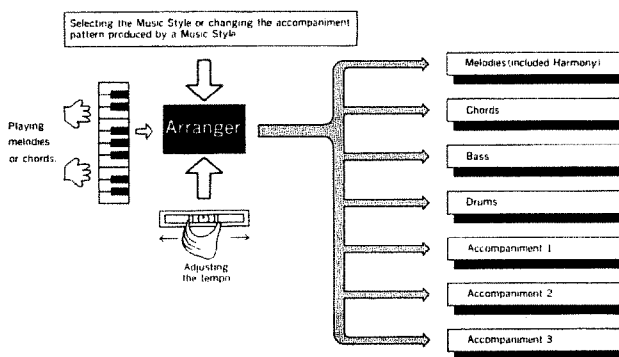 Selecting the Music Style or changing the accompaniment
pattern produced by a Music Style
Playing
melodies
or chords.
Arranger
Adjusting
the tempo
Melodies (included Harmony)
Chords
Bass
Drums
Accompaniment 1
Accompaniment 2
Accompaniment 3